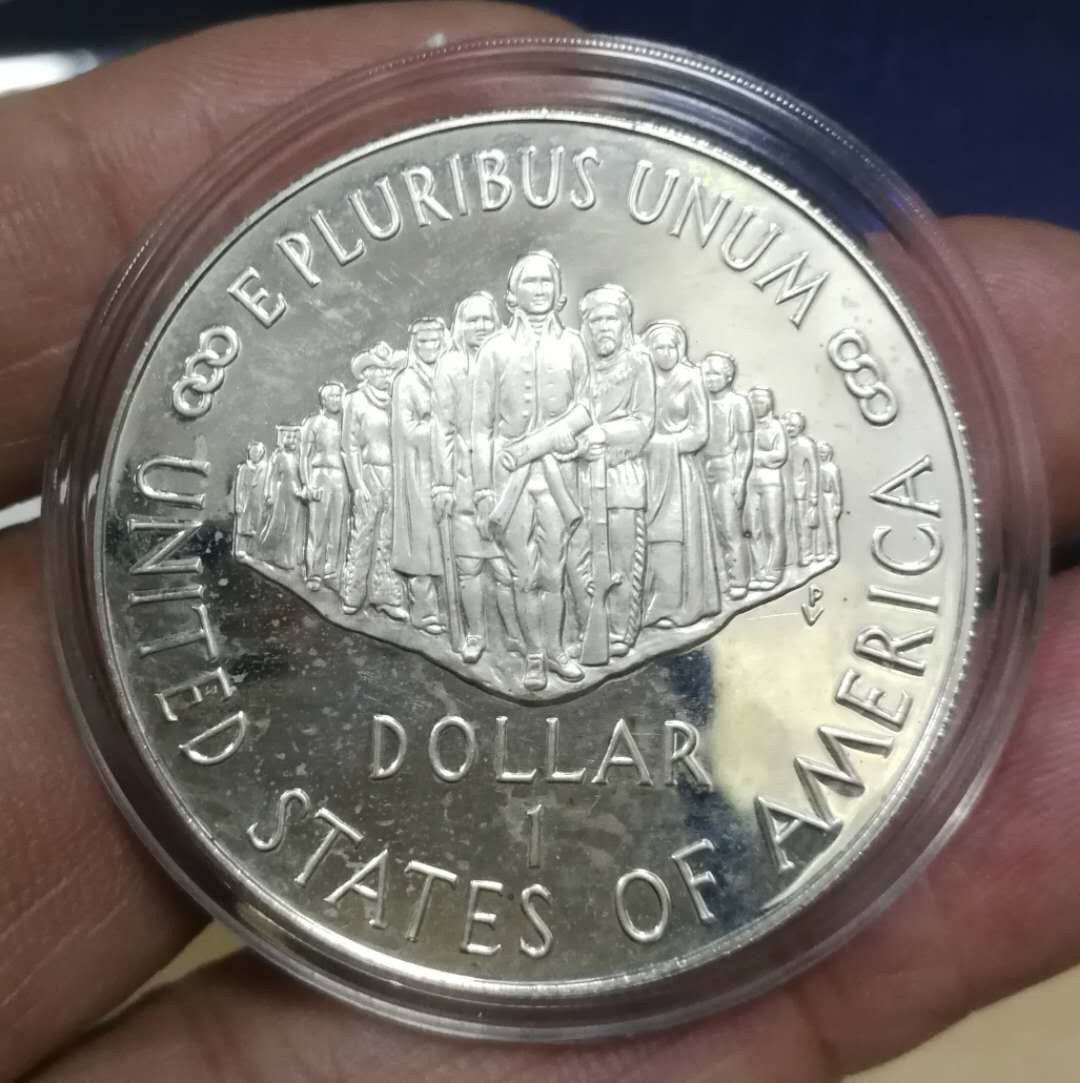 E PLURIBUS UNUM
P
DOLLAR
1
UNITED STATES OF AMERICA